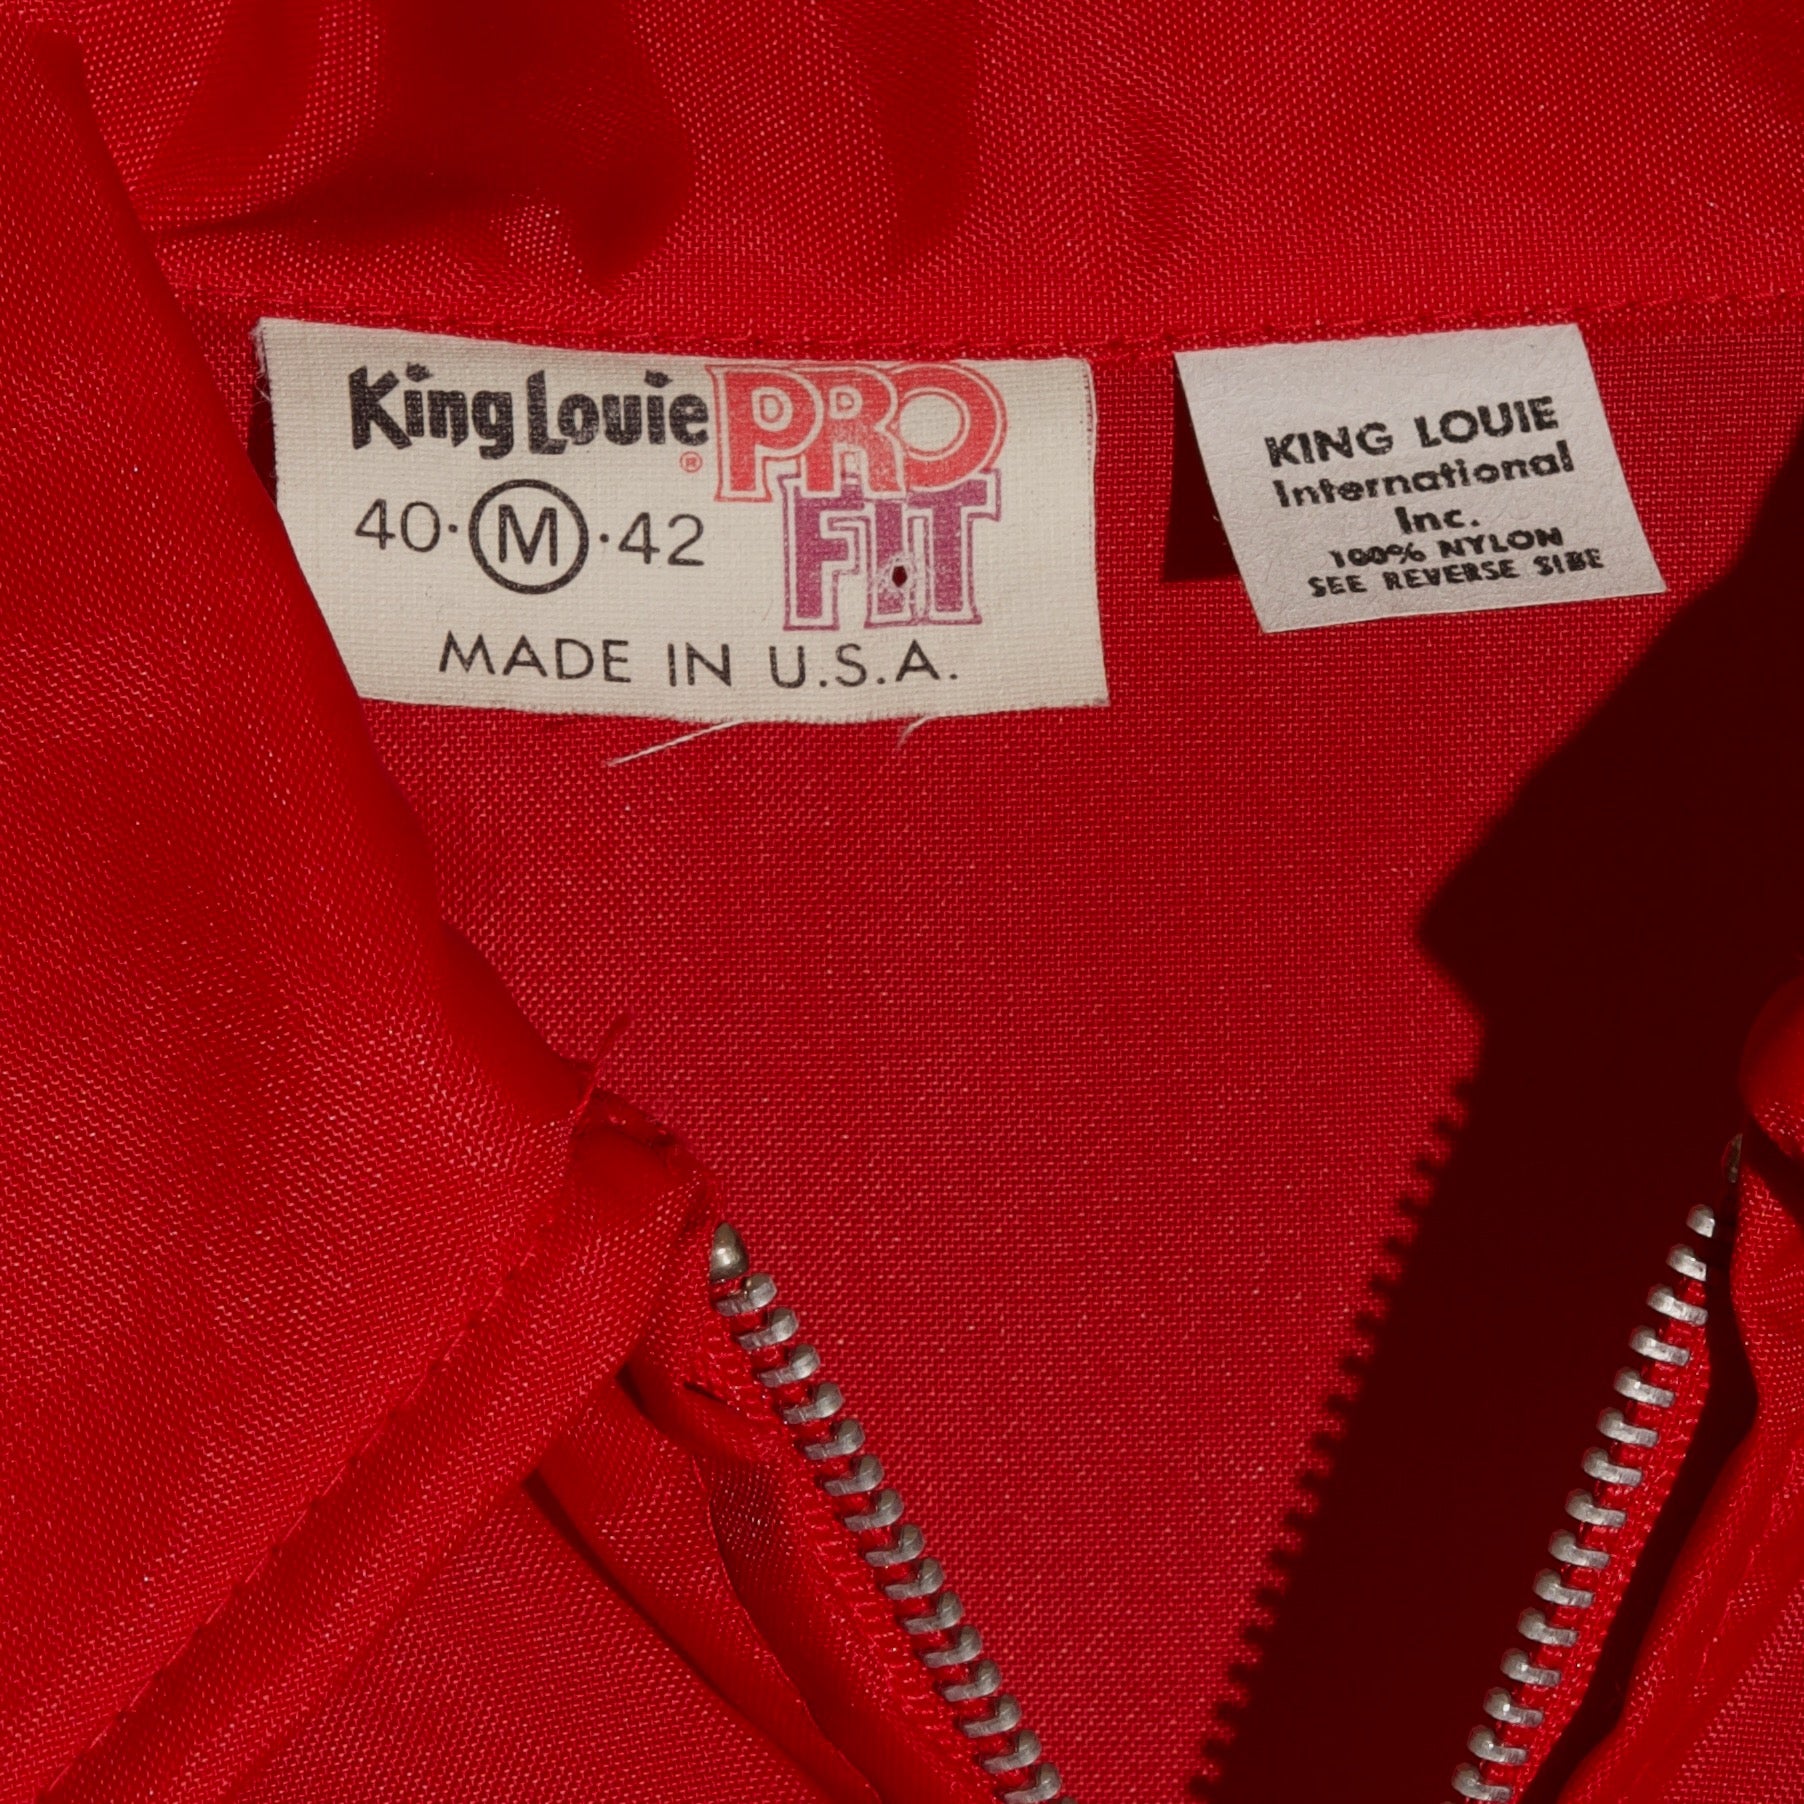 King Louie® PRO
FIT
40·M·42
MADE IN U.S.A.
KING LOUIE
International
Inc.
100% NYLON
SEE REVERSE SIDE